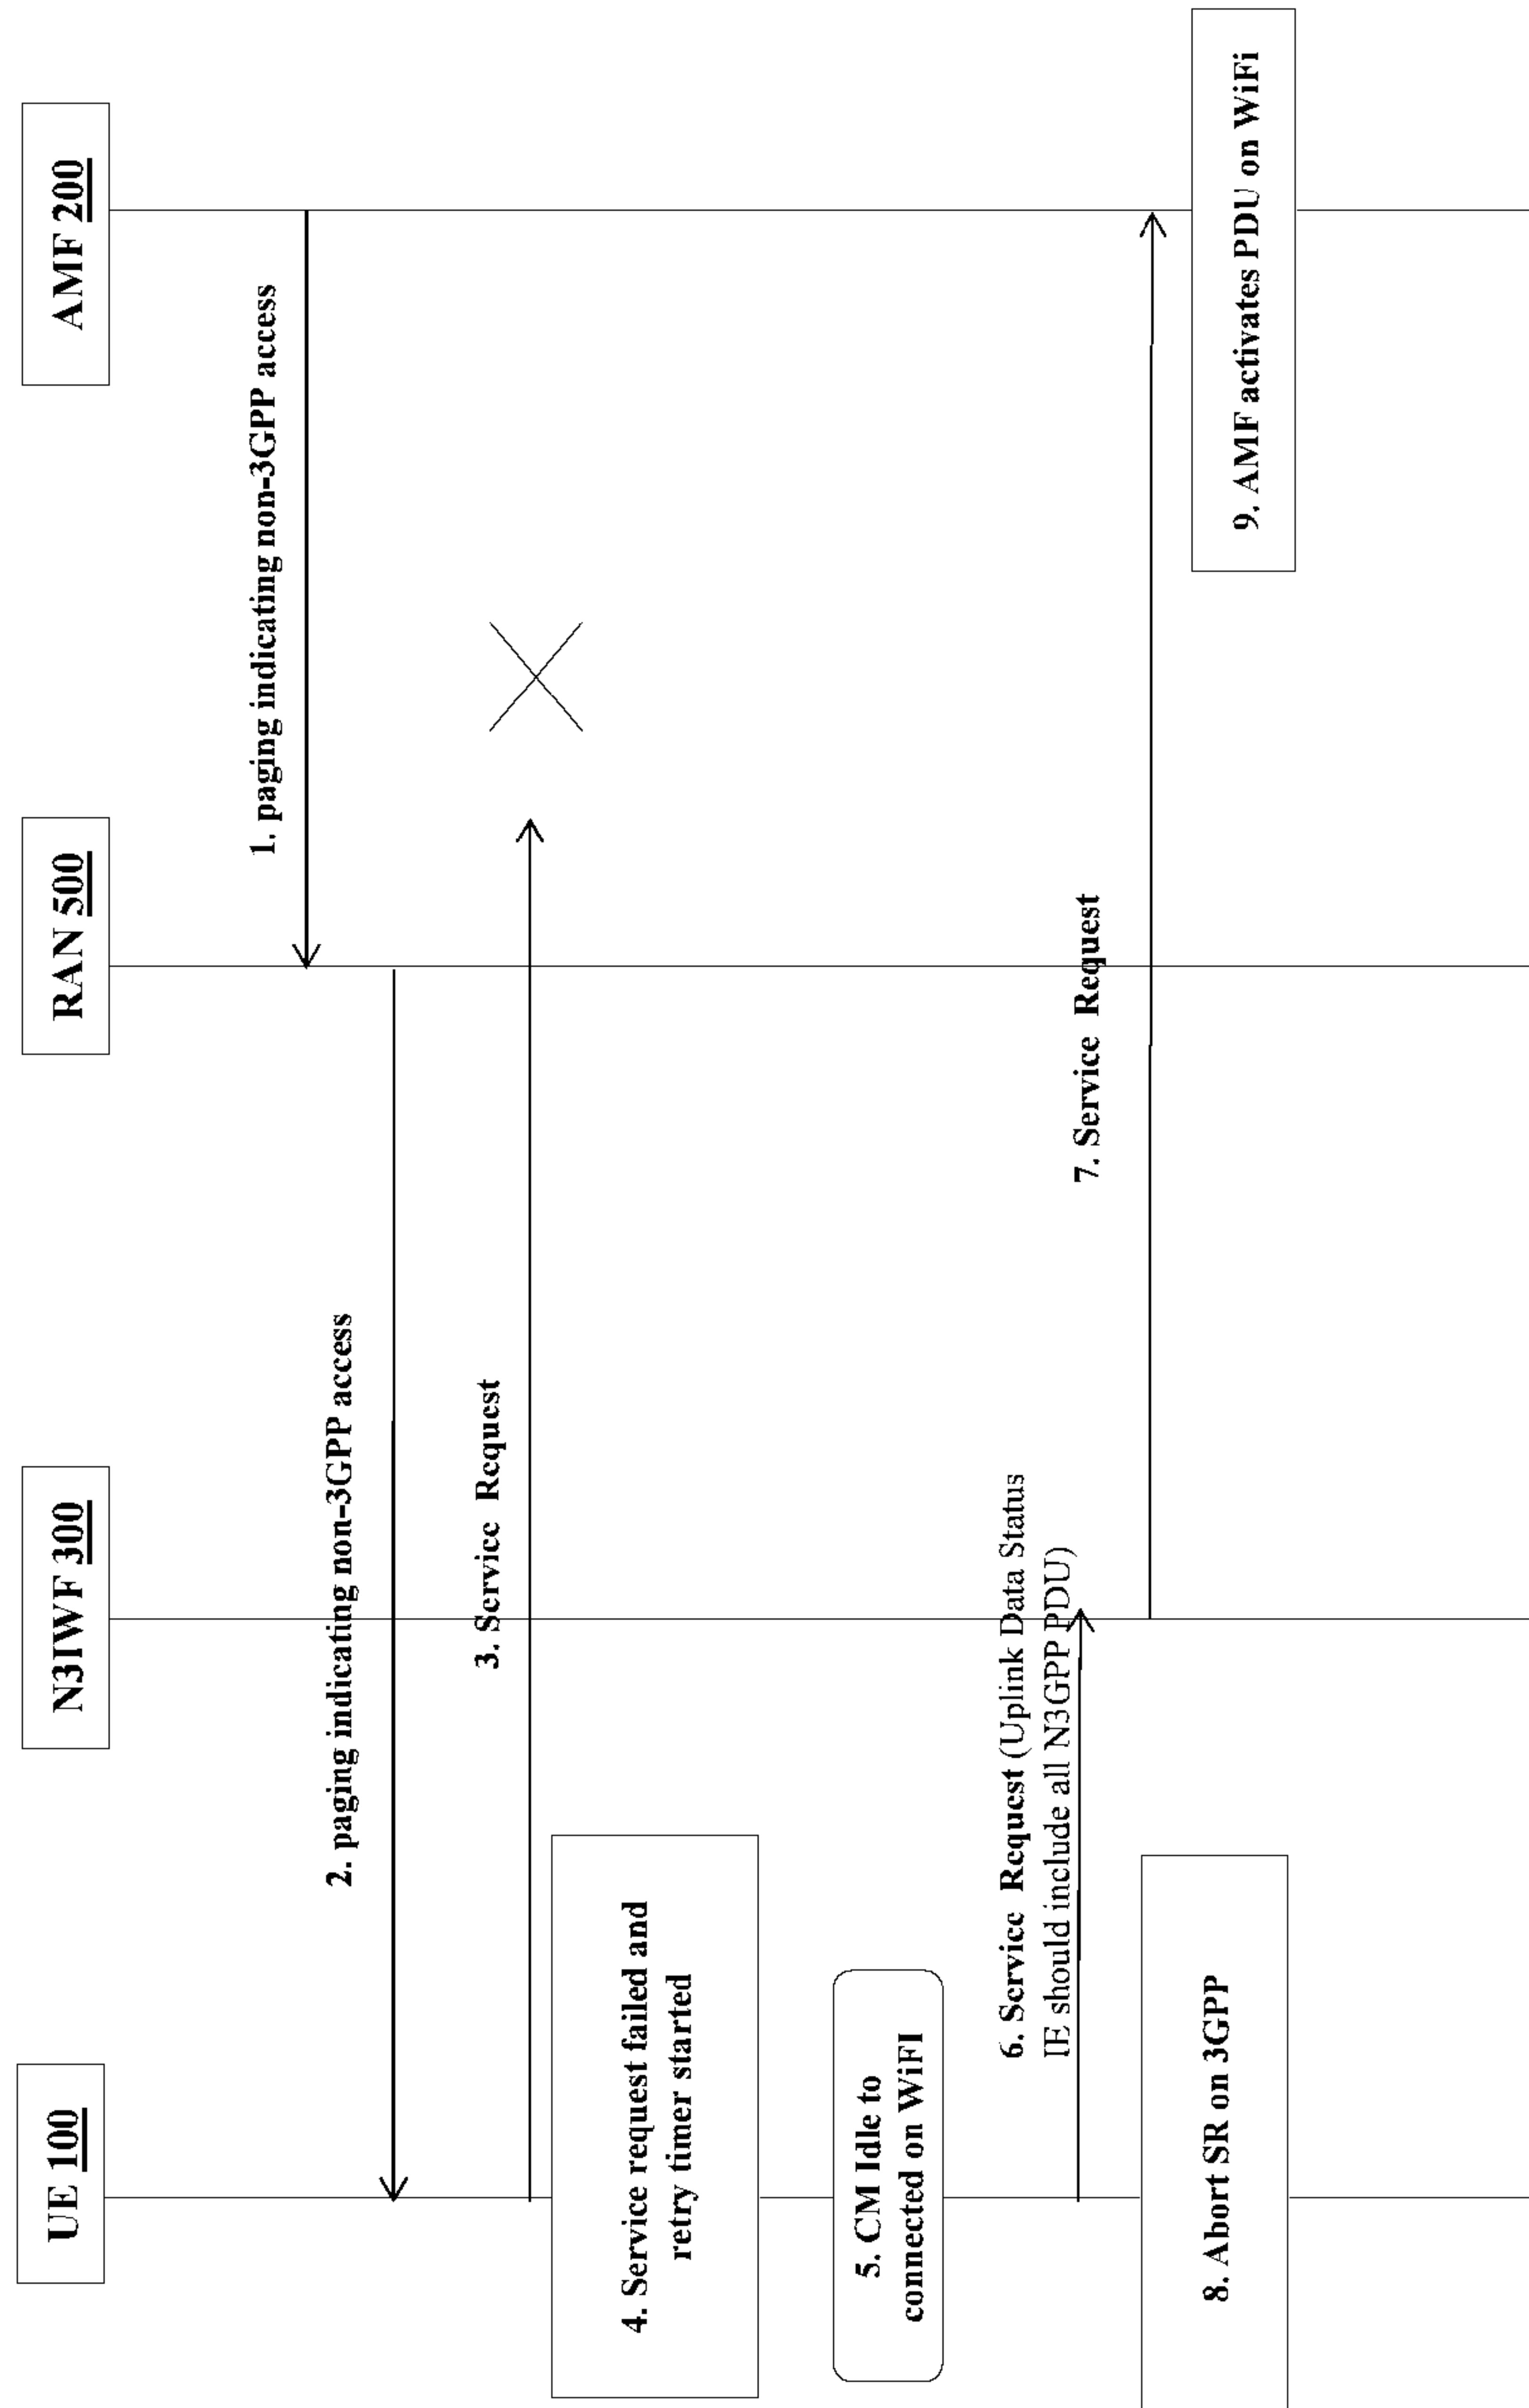 UE 100
N3IWF 300
RAN 500
AMF 200
1. paging indicating non-3GPP access
2. paging indicating non-3GPP access
3. Service Request
4. Service request failed and
retry timer started
5. CM Idle to
connected on WiFI
6. Service Request (Uplink Data Status
IE should include all N3GPP PDU)
7. Service Request
8. Abort SR on 3GPP
9. AMF activates PDU on WiFi